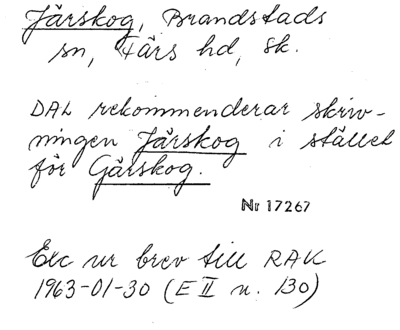 Järskog, Brandstads
sn, Färs hd, Sk.
DAL rekommenderar skriv-
ningen Järskog i stället
för Gärskog.
Nr 17267
Exc ur brev till RAK
1963-01-30 (E II n. 130)